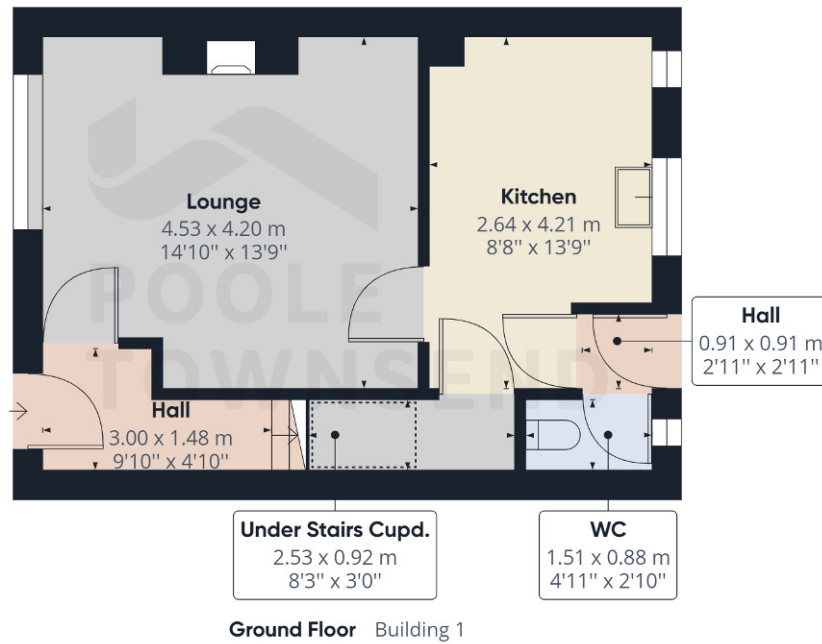 Lounge
4.53 x 4.20 m
14'10" x 13'9"
Kitchen
2.64 x 4.21 m
8'8" x 13'9"
POOLE
TOWNSEND
Hall
0.91 x 0.91 m
2'11" x 2'11"
Hall
3.00 x 1.48 m
9'10" x 4'10"
Under Stairs Cupd.
2.53 x 0.92 m
8'3" x 3'0"
WC
1.51 x 0.88 m
4'11" x 2'10"
Ground Floor Building 1